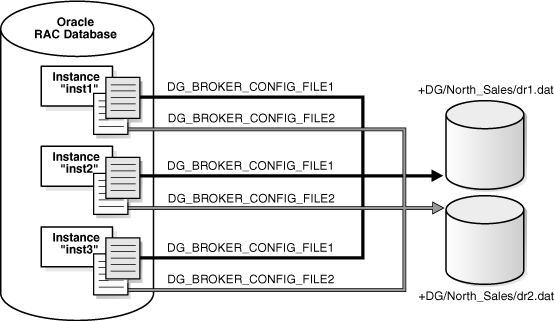 Oracle
RAC Database
Instance
"inst1"
DG_BROKER_CONFIG_FILE1
DG_BROKER_CONFIG_FILE2
+DG/North_Sales/dr1.dat
Instance
"inst2"
DG_BROKER_CONFIG_FILE1
DG_BROKER_CONFIG_FILE2
Instance
"inst3"
DG_BROKER_CONFIG_FILE1
DG_BROKER_CONFIG_FILE2
+DG/North_Sales/dr2.dat